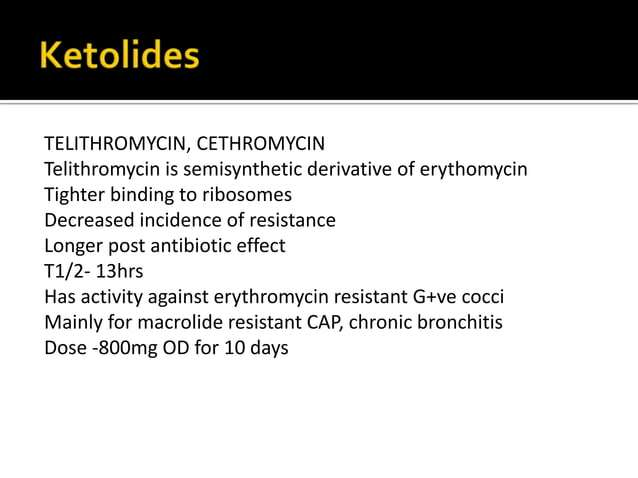 Ketolides
TELITHROMYCIN, CETHROMYCIN
Telithromycin is semisynthetic derivative of erythomycin
Tighter binding to ribosomes
Decreased incidence of resistance
Longer post antibiotic effect
T1/2- 13hrs
Has activity against erythromycin resistant G+ve cocci
Mainly for macrolide resistant CAP, chronic bronchitis
Dose -800mg OD for 10 days